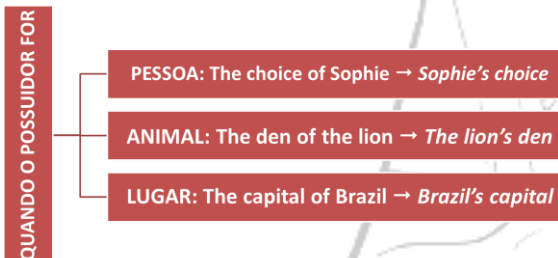 QUANDO O POSSUIDOR FOR
PESSOA: The choice of Sophie → Sophie's choice
ANIMAL: The den of the lion → The lion's den
LUGAR: The capital of Brazil → Brazil's capital